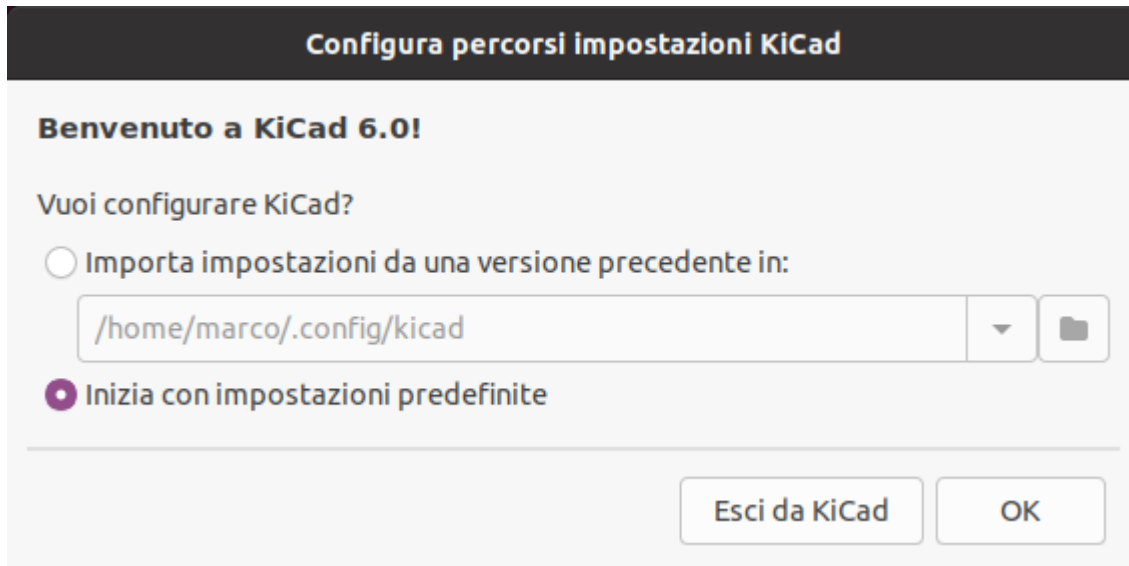 Configura percorsi impostazioni KiCad
Benvenuto a KiCad 6.0!
Vuoi configurare KiCad?
Importa impostazioni da una versione precedente in:
/home/marco/.config/kicad
Inizia con impostazioni predefinite
Esci da KiCad
OK